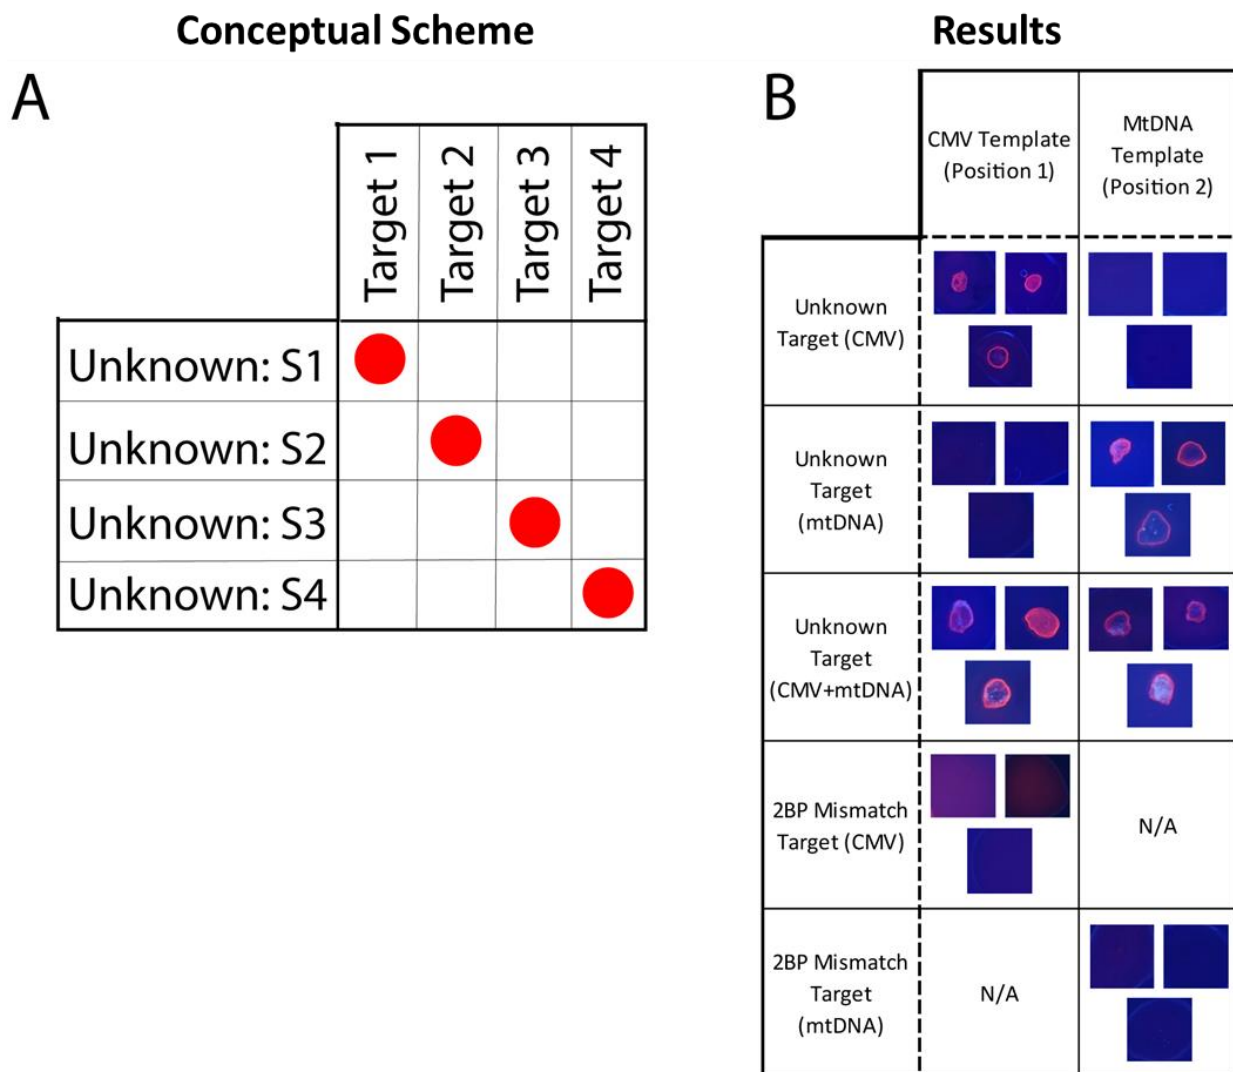 Conceptual Scheme
Results
A
Target 1
Target 2
Target 3
Target 4
Unknown: S1
Unknown: S2
Unknown: S3
Unknown: S4
B
CMV Template
(Position 1)
MtDNA
Template
(Position 2)
Unknown
Target (CMV)
Unknown
Target
(mtDNA)
Unknown
Target
(CMV+mtDNA)
2BP Mismatch
Target (CMV)
N/A
2BP Mismatch
Target
(mtDNA)
N/A